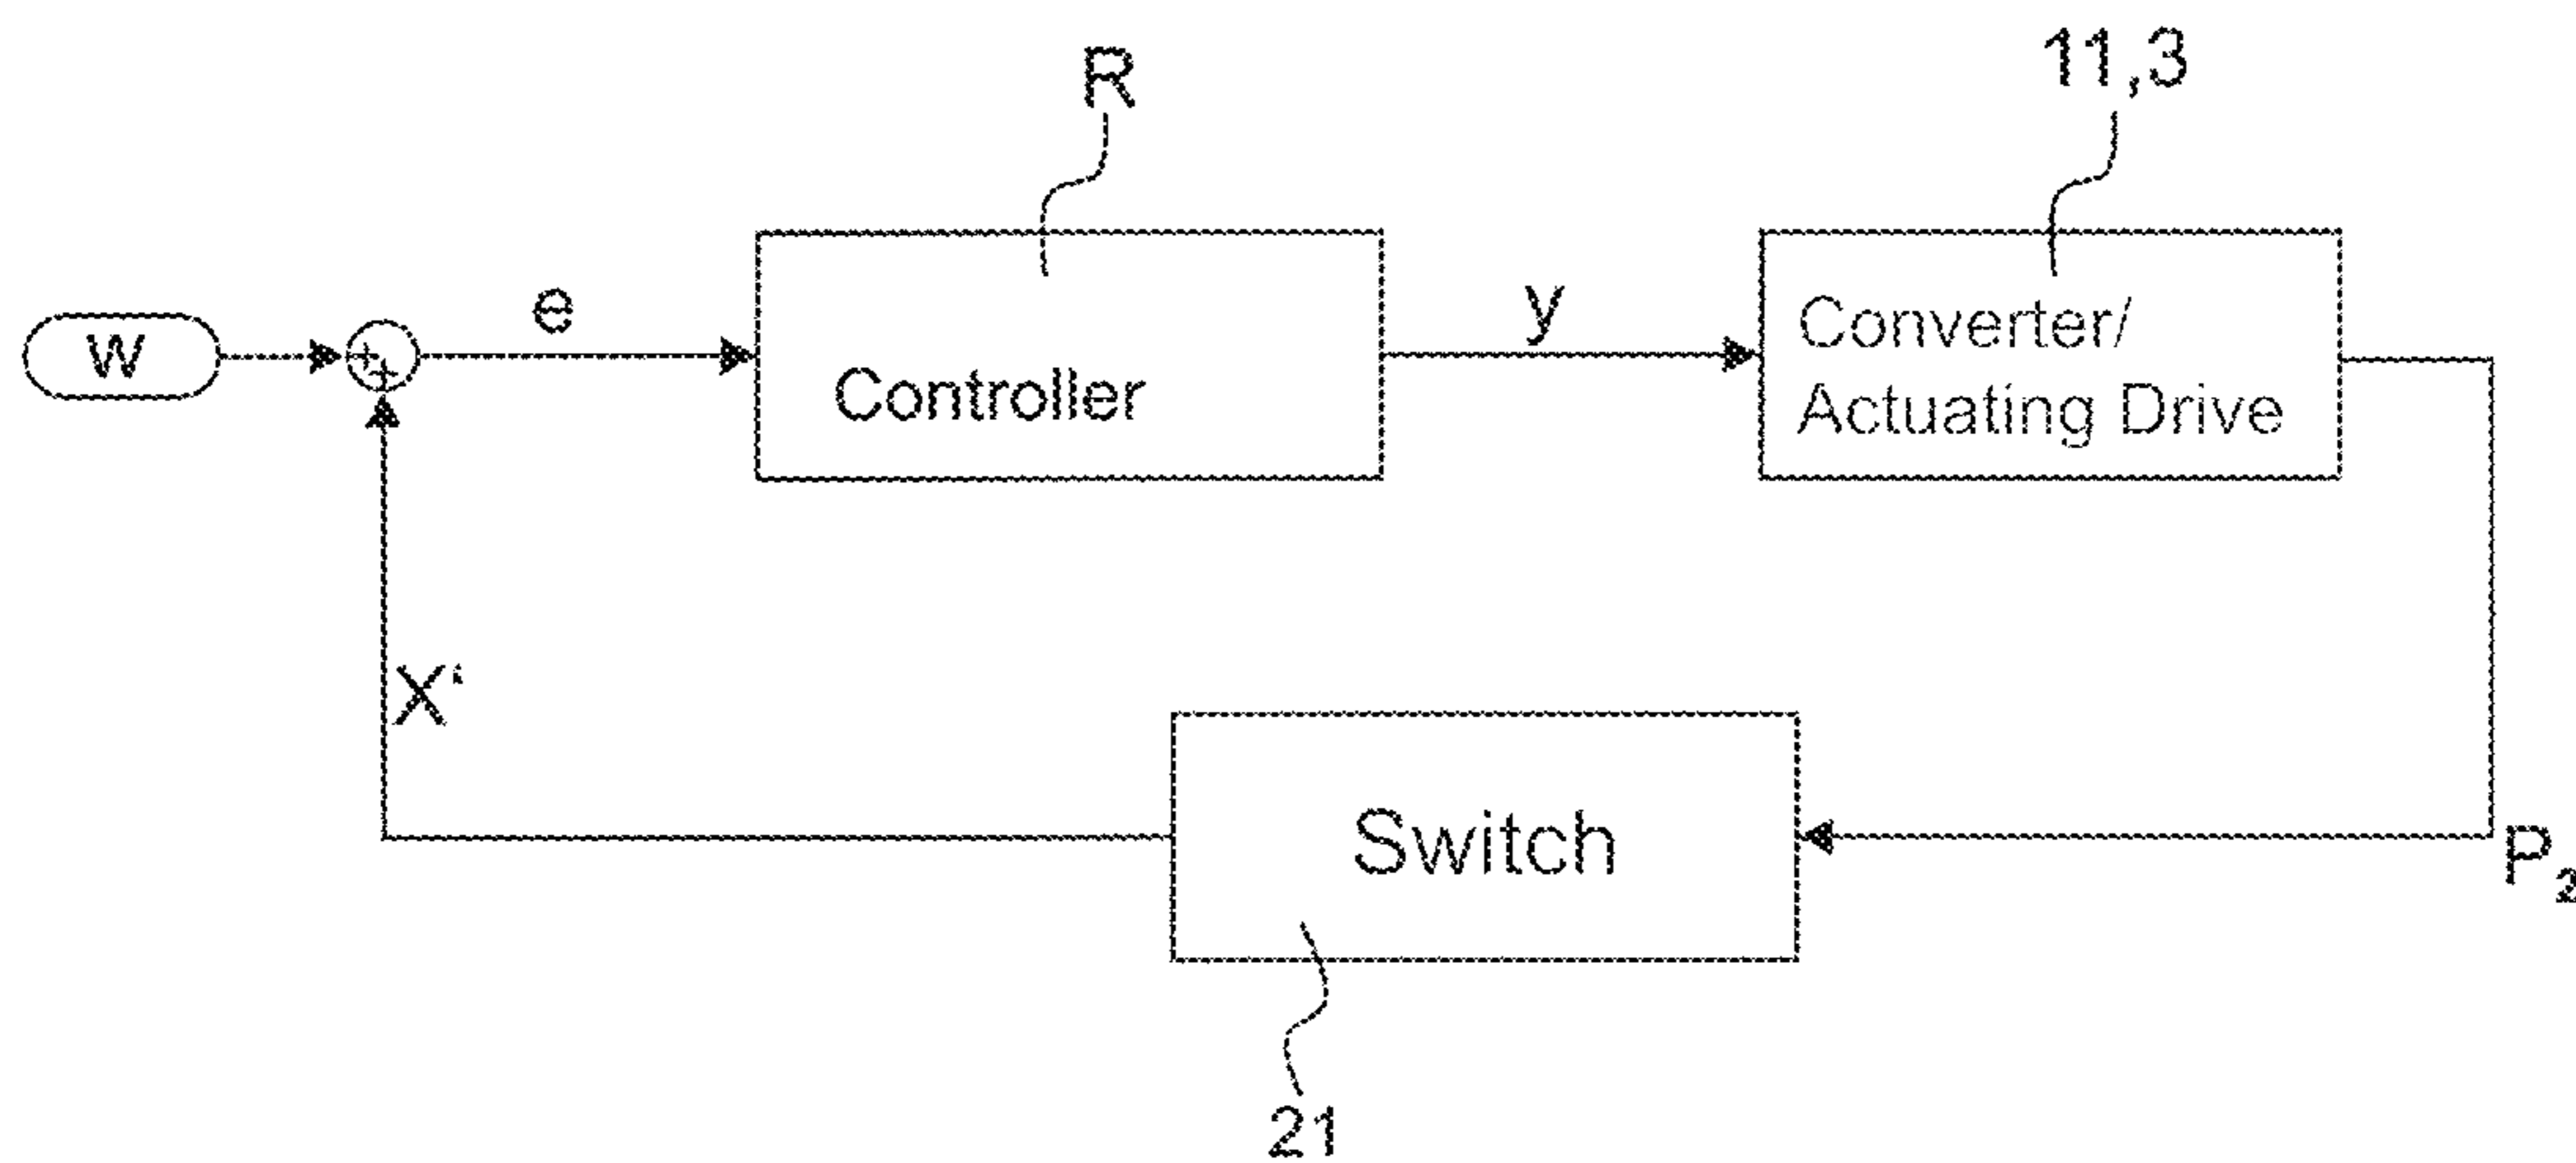 R
11,3
W
+
+
e
Controller
y
Converter/
Actuating Drive
X'
Switch
P2
21